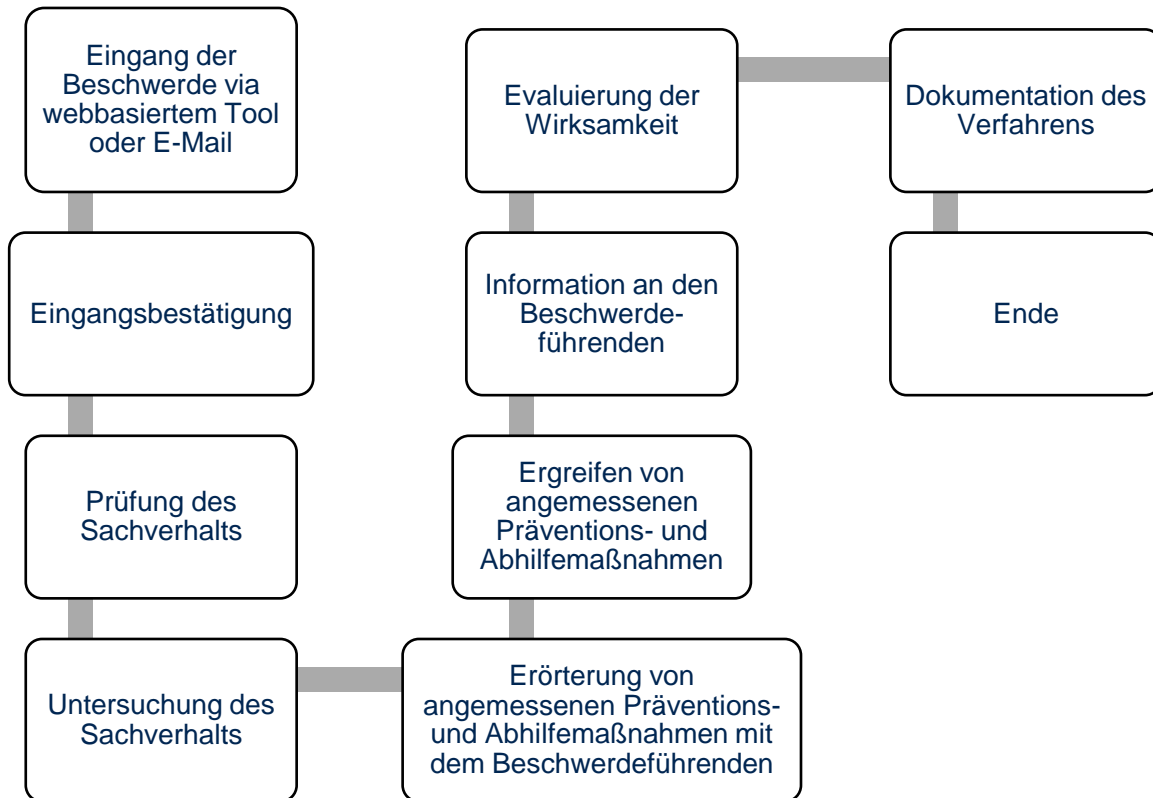 Eingang der
Beschwerde via
webbasiertem Tool
oder E-Mail
Eingangsbestätigung
Prüfung des
Sachverhalts
Untersuchung des
Sachverhalts
Erörterung von
angemessenen Präventions-
und Abhilfemaßnahmen mit
dem Beschwerdeführenden
Ergreifen von
angemessenen
Präventions- und
Abhilfemaßnahmen
Information an den
Beschwerde-
führenden
Evaluierung der
Wirksamkeit
Dokumentation des
Verfahrens
Ende